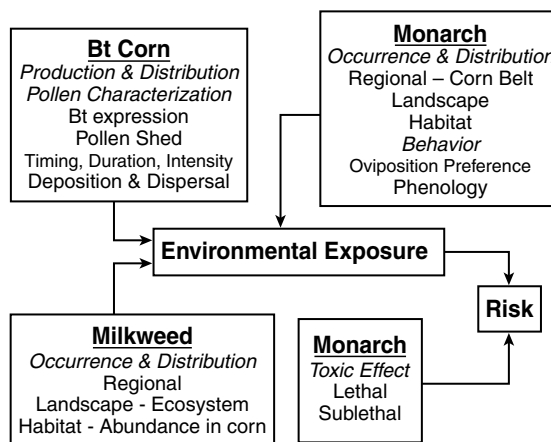 Bt Corn
Production & Distribution
Pollen Characterization
Bt expression
Pollen Shed
Timing, Duration, Intensity
Deposition & Dispersal
Monarch
Occurrence & Distribution
Regional – Corn Belt
Landscape
Habitat
Behavior
Oviposition Preference
Phenology
Environmental Exposure
Risk
Milkweed
Occurrence & Distribution
Regional
Landscape - Ecosystem
Habitat - Abundance in corn
Monarch
Toxic Effect
Lethal
Sublethal